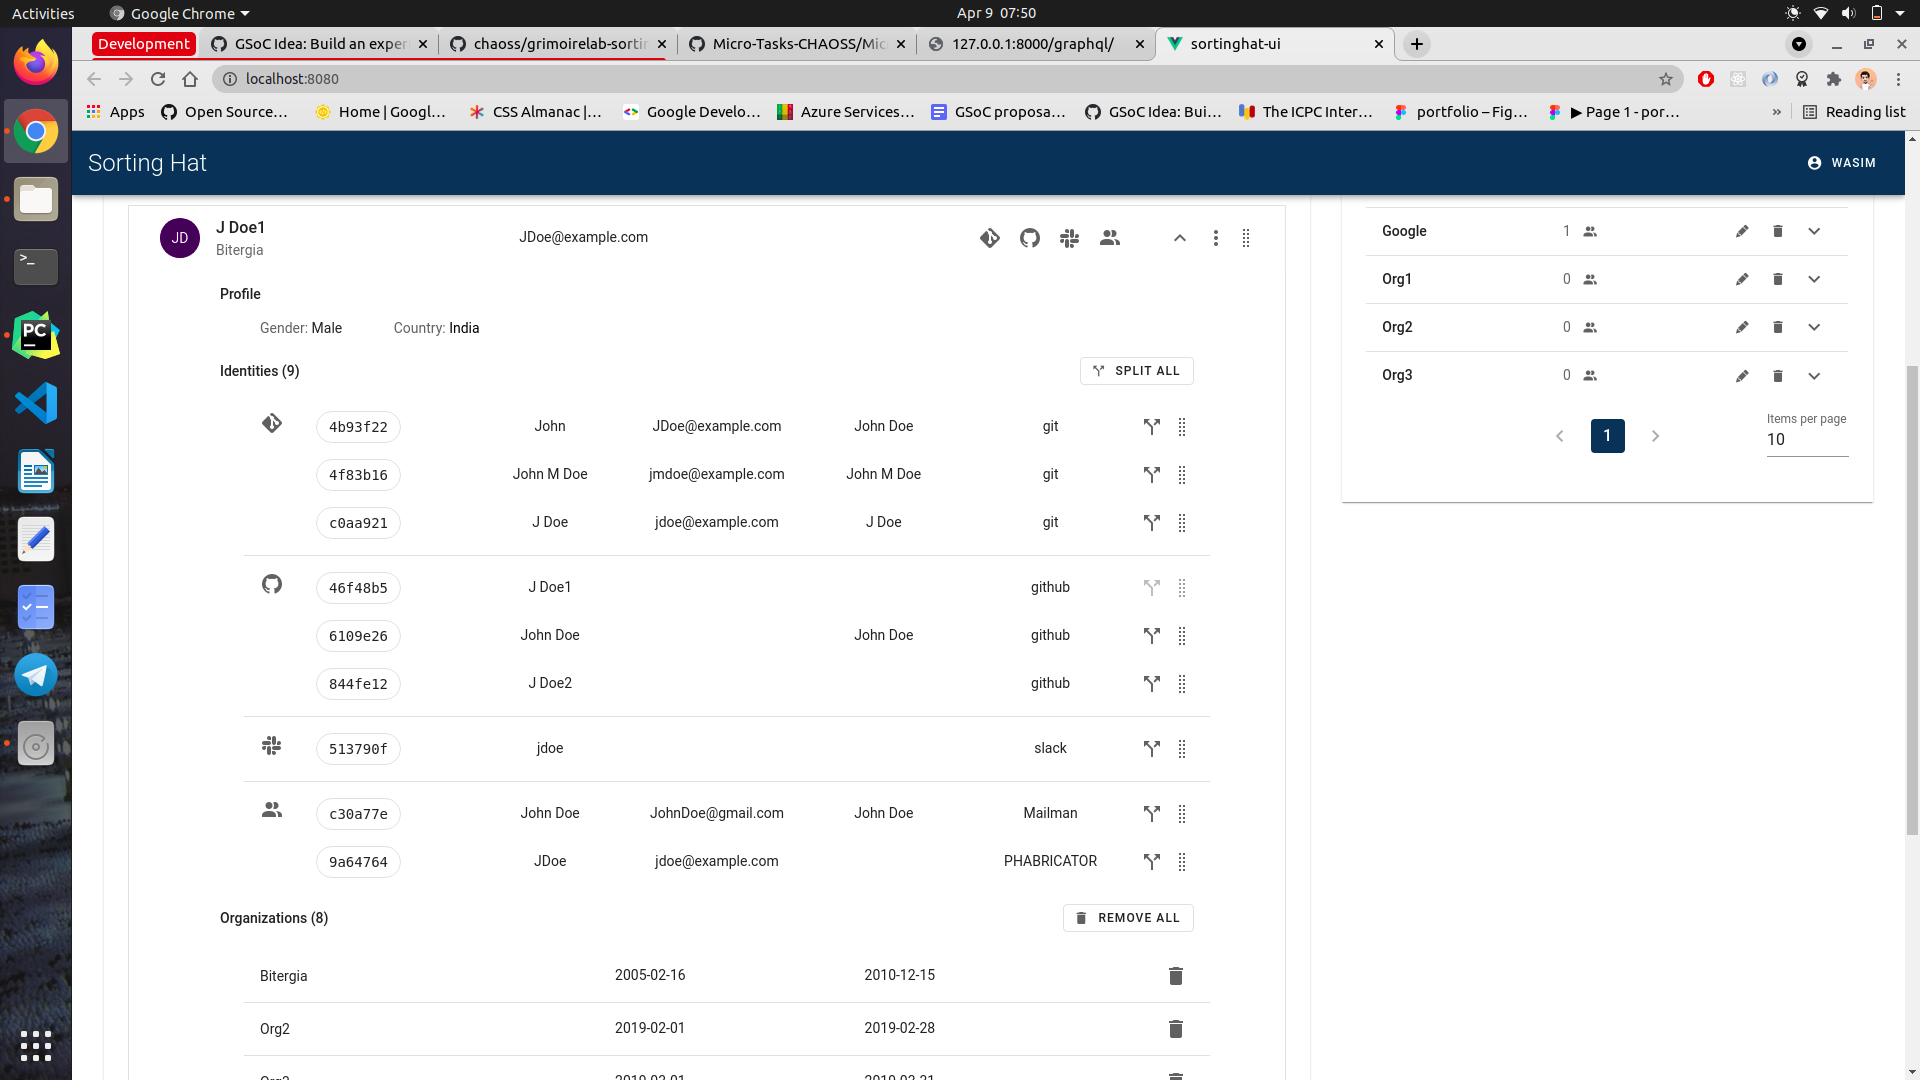 Activities Google Chrome Apr 9 07:50
Development GSoC Idea: Build an exper chaoss/grimoirelab-sortin Micro-Tasks-CHAOSS/Mic 127.0.0.1:8000/graphql/ sortinghat-ui
localhost:8080
Apps Open Source... Home | Googl... CSS Almanac |... Google Develo... Azure Services... GSoC proposa... GSoC Idea: Bui... The ICPC Inter... portfolio – Fig... ▶ Page 1 - por... » Reading list
Sorting Hat WASIM
JD J Doe1 JDoe@example.com
Bitergia
Profile
Gender: Male Country: India
Identities (9) SPLIT ALL
4b93f22 John JDoe@example.com John Doe git
4f83b16 John M Doe jmdoe@example.com John M Doe git
c0aa921 J Doe jdoe@example.com J Doe git
46f48b5 J Doe1 github
6109e26 John Doe John Doe github
844fe12 J Doe2 github
513790f jdoe slack
c30a77e John Doe JohnDoe@gmail.com John Doe Mailman
9a64764 JDoe jdoe@example.com PHABRICATOR
Organizations (8) REMOVE ALL
Bitergia 2005-02-16 2010-12-15
Org2 2019-02-01 2019-02-28
2019-03-01 2019-03-31
Google 1
Org1 0
Org2 0
Org3 0
1
Items per page
10
PC